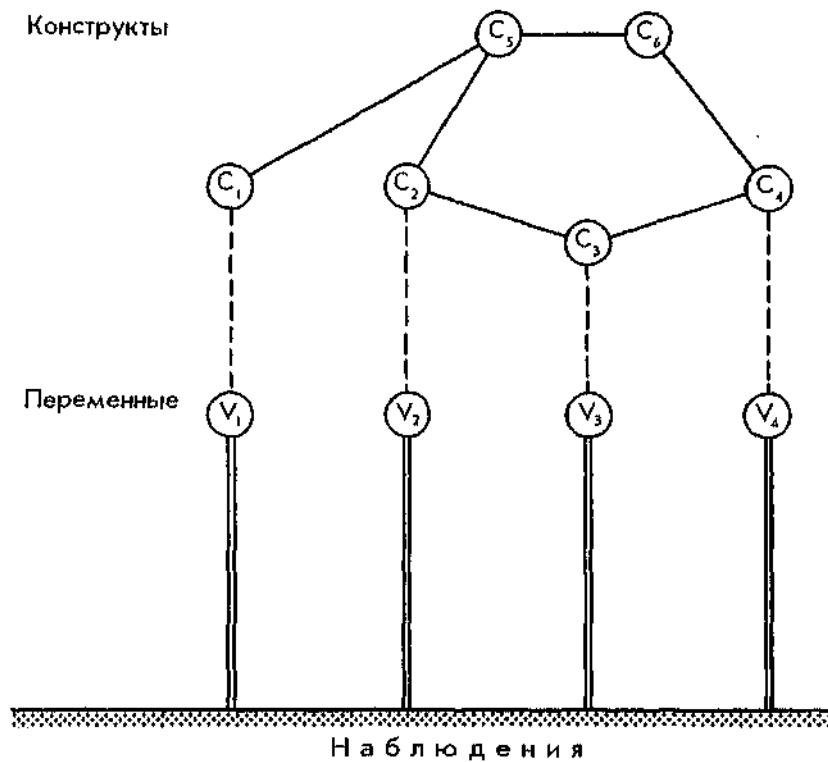 Конструкты
C₅ C₆
C₁ C₂ C₄
C₃
Переменные
V₁ V₂ V₃ V₄
Наблюдения